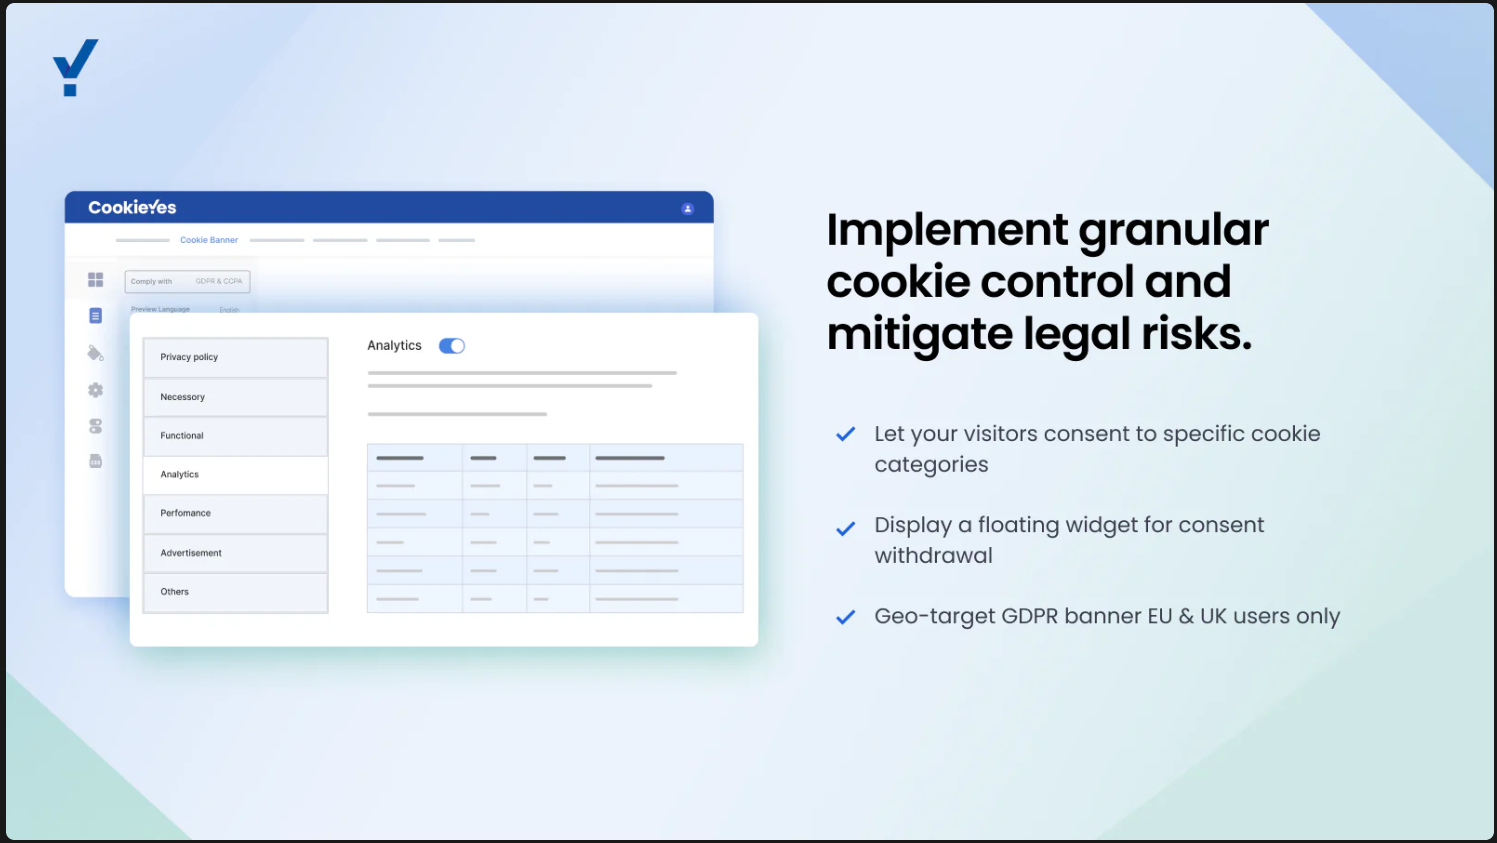 CookieYes
Cookie Banner
Comply with GDPR & CCPA
Preview Language English
Privacy policy
Necessary
Functional
Analytics
Perfomance
Advertisement
Others
Analytics
Implement granular
cookie control and
mitigate legal risks.
Let your visitors consent to specific cookie
categories
Display a floating widget for consent
withdrawal
Geo-target GDPR banner EU & UK users only